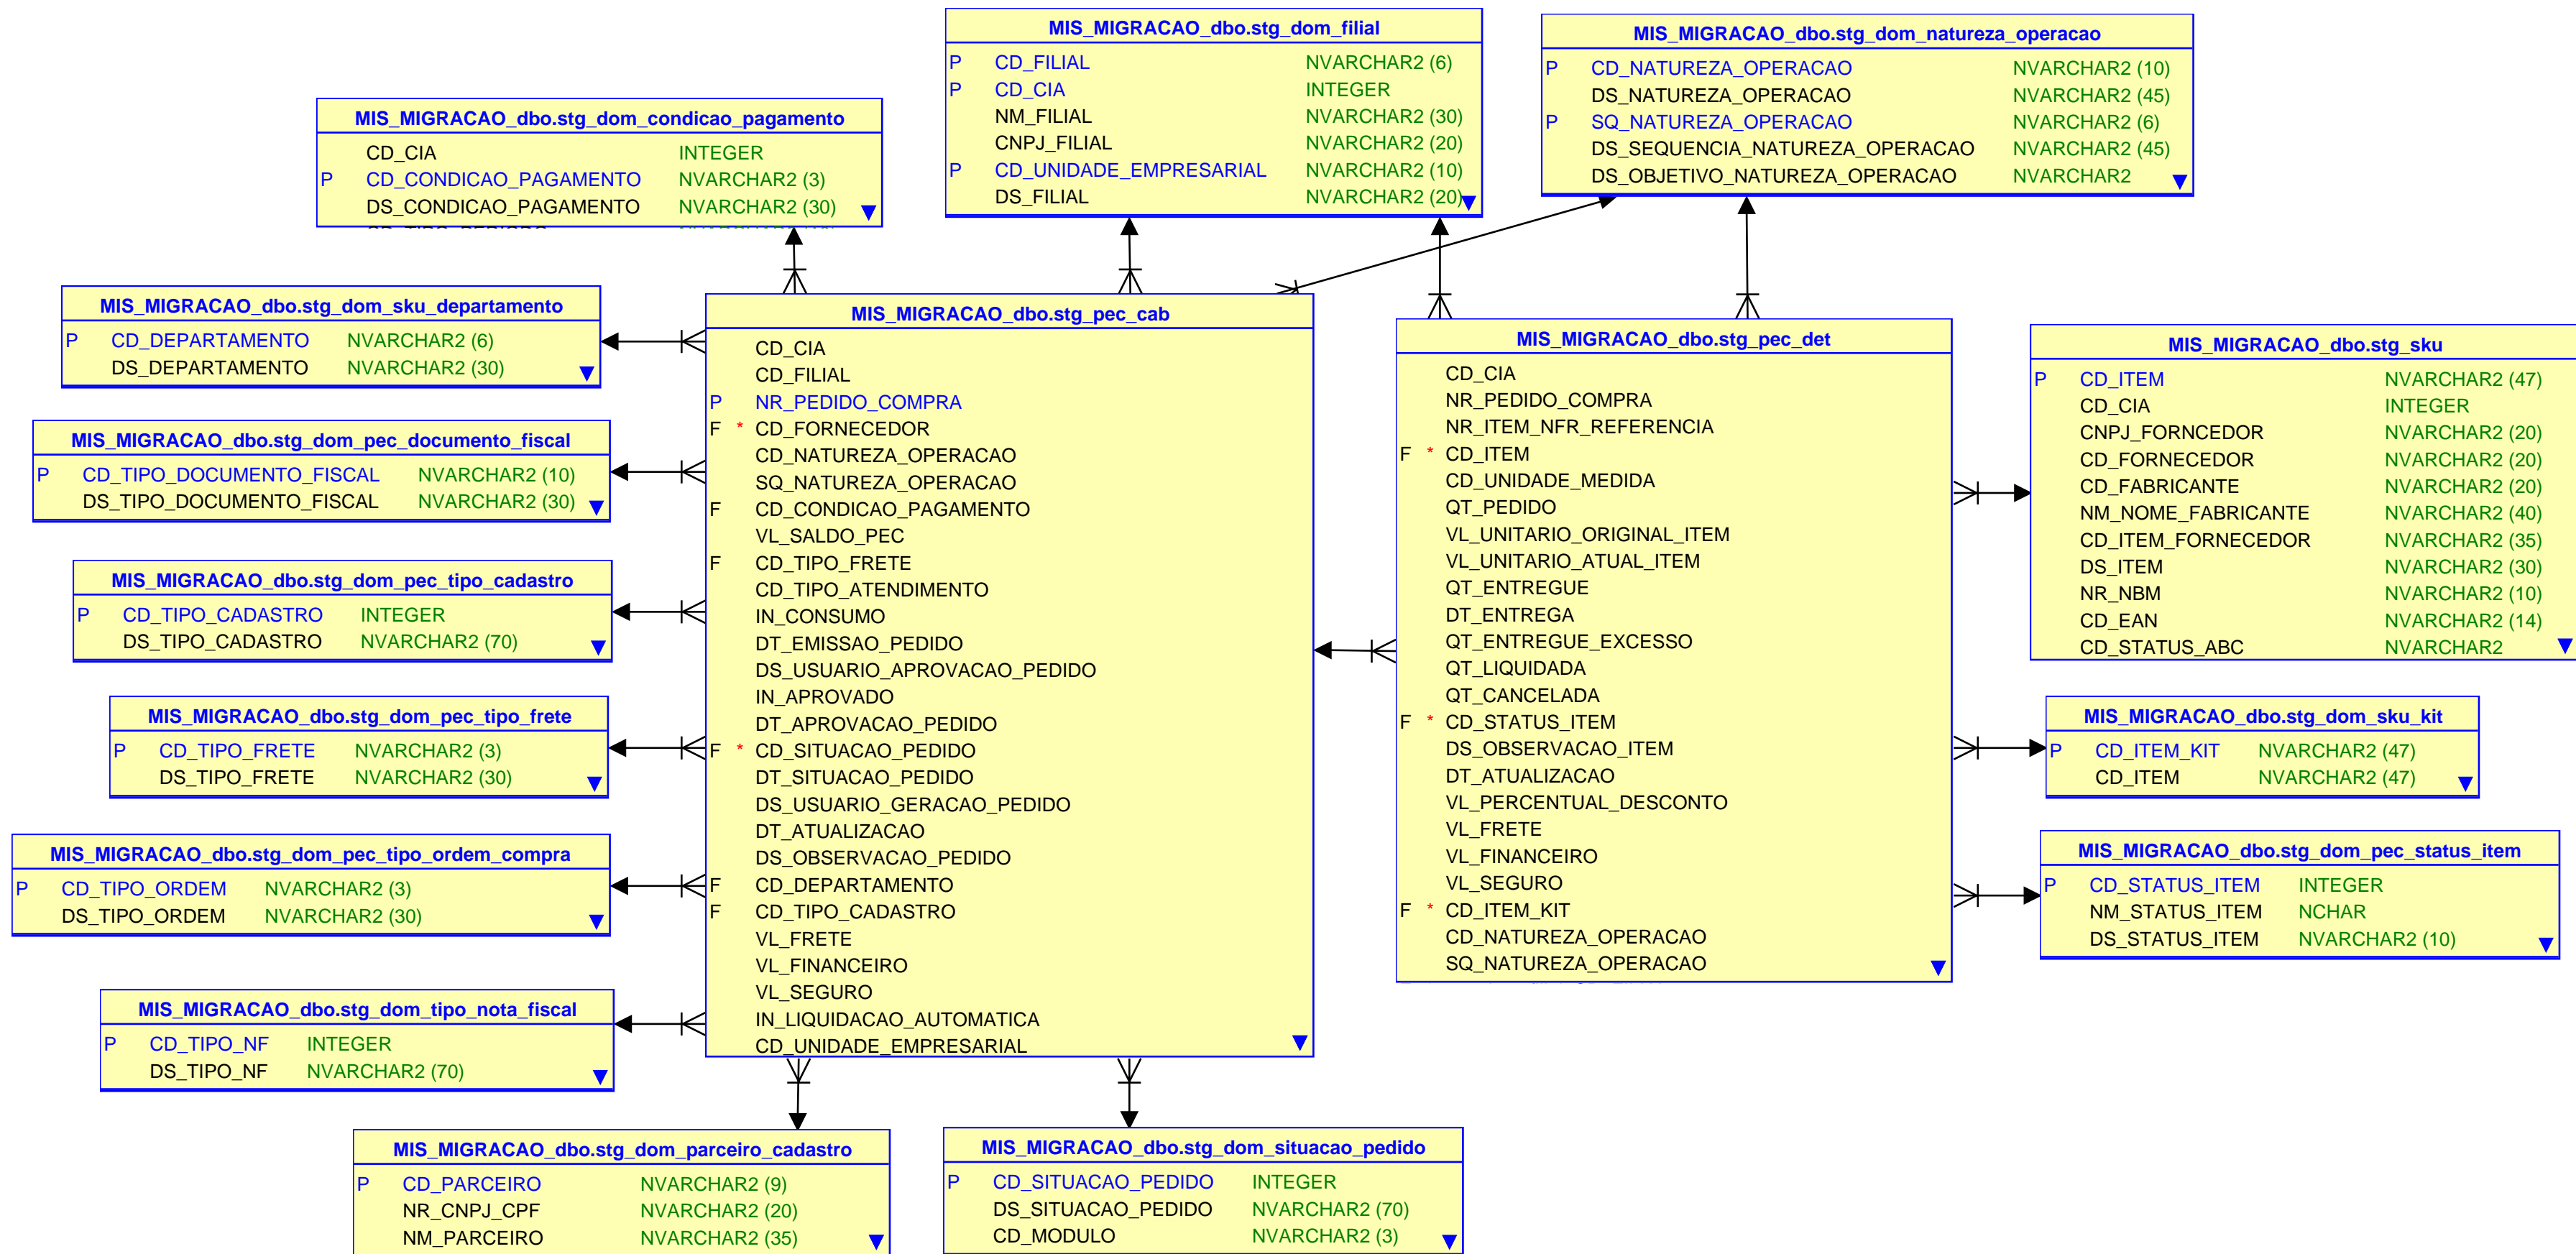 MIS_MIGRACAO_dbo.stg_dom_filial
P CD_FILIAL NVARCHAR2 (6)
P CD_CIA INTEGER
NM_FILIAL NVARCHAR2 (30)
CNPJ_FILIAL NVARCHAR2 (20)
P CD_UNIDADE_EMPRESARIAL NVARCHAR2 (10)
DS_FILIAL NVARCHAR2 (20)
MIS_MIGRACAO_dbo.stg_dom_natureza_operacao
P CD_NATUREZA_OPERACAO NVARCHAR2 (10)
DS_NATUREZA_OPERACAO NVARCHAR2 (45)
P SQ_NATUREZA_OPERACAO NVARCHAR2 (6)
DS_SEQUENCIA_NATUREZA_OPERACAO NVARCHAR2 (45)
DS_OBJETIVO_NATUREZA_OPERACAO NVARCHAR2
MIS_MIGRACAO_dbo.stg_dom_condicao_pagamento
CD_CIA INTEGER
P CD_CONDICAO_PAGAMENTO NVARCHAR2 (3)
DS_CONDICAO_PAGAMENTO NVARCHAR2 (30)
MIS_MIGRACAO_dbo.stg_dom_sku_departamento
P CD_DEPARTAMENTO NVARCHAR2 (6)
DS_DEPARTAMENTO NVARCHAR2 (30)
MIS_MIGRACAO_dbo.stg_dom_pec_documento_fiscal
P CD_TIPO_DOCUMENTO_FISCAL NVARCHAR2 (10)
DS_TIPO_DOCUMENTO_FISCAL NVARCHAR2 (30)
MIS_MIGRACAO_dbo.stg_dom_pec_tipo_cadastro
P CD_TIPO_CADASTRO INTEGER
DS_TIPO_CADASTRO NVARCHAR2 (70)
MIS_MIGRACAO_dbo.stg_dom_pec_tipo_frete
P CD_TIPO_FRETE NVARCHAR2 (3)
DS_TIPO_FRETE NVARCHAR2 (30)
MIS_MIGRACAO_dbo.stg_dom_pec_tipo_ordem_compra
P CD_TIPO_ORDEM NVARCHAR2 (3)
DS_TIPO_ORDEM NVARCHAR2 (30)
MIS_MIGRACAO_dbo.stg_dom_tipo_nota_fiscal
P CD_TIPO_NF INTEGER
DS_TIPO_NF NVARCHAR2 (70)
MIS_MIGRACAO_dbo.stg_pec_cab
CD_CIA
CD_FILIAL
P NR_PEDIDO_COMPRA
F * CD_FORNECEDOR
CD_NATUREZA_OPERACAO
SQ_NATUREZA_OPERACAO
F CD_CONDICAO_PAGAMENTO
VL_SALDO_PEC
F CD_TIPO_FRETE
CD_TIPO_ATENDIMENTO
IN_CONSUMO
DT_EMISSAO_PEDIDO
DS_USUARIO_APROVACAO_PEDIDO
IN_APROVADO
DT_APROVACAO_PEDIDO
F * CD_SITUACAO_PEDIDO
DT_SITUACAO_PEDIDO
DS_USUARIO_GERACAO_PEDIDO
DT_ATUALIZACAO
DS_OBSERVACAO_PEDIDO
F CD_DEPARTAMENTO
F CD_TIPO_CADASTRO
VL_FRETE
VL_FINANCEIRO
VL_SEGURO
IN_LIQUIDACAO_AUTOMATICA
CD_UNIDADE_EMPRESARIAL
MIS_MIGRACAO_dbo.stg_pec_det
CD_CIA
NR_PEDIDO_COMPRA
NR_ITEM_NFR_REFERENCIA
F * CD_ITEM
CD_UNIDADE_MEDIDA
QT_PEDIDO
VL_UNITARIO_ORIGINAL_ITEM
VL_UNITARIO_ATUAL_ITEM
QT_ENTREGUE
DT_ENTREGA
QT_ENTREGUE_EXCESSO
QT_LIQUIDADA
QT_CANCELADA
F * CD_STATUS_ITEM
DS_OBSERVACAO_ITEM
DT_ATUALIZACAO
VL_PERCENTUAL_DESCONTO
VL_FRETE
VL_FINANCEIRO
VL_SEGURO
F * CD_ITEM_KIT
CD_NATUREZA_OPERACAO
SQ_NATUREZA_OPERACAO
MIS_MIGRACAO_dbo.stg_sku
P CD_ITEM NVARCHAR2 (47)
CD_CIA INTEGER
CNPJ_FORNCEDOR NVARCHAR2 (20)
CD_FORNECEDOR NVARCHAR2 (20)
CD_FABRICANTE NVARCHAR2 (20)
NM_NOME_FABRICANTE NVARCHAR2 (40)
CD_ITEM_FORNECEDOR NVARCHAR2 (35)
DS_ITEM NVARCHAR2 (30)
NR_NBM NVARCHAR2 (10)
CD_EAN NVARCHAR2 (14)
CD_STATUS_ABC NVARCHAR2
MIS_MIGRACAO_dbo.stg_dom_sku_kit
P CD_ITEM_KIT NVARCHAR2 (47)
CD_ITEM NVARCHAR2 (47)
MIS_MIGRACAO_dbo.stg_dom_pec_status_item
P CD_STATUS_ITEM INTEGER
NM_STATUS_ITEM NCHAR
DS_STATUS_ITEM NVARCHAR2 (10)
MIS_MIGRACAO_dbo.stg_dom_parceiro_cadastro
P CD_PARCEIRO NVARCHAR2 (9)
NR_CNPJ_CPF NVARCHAR2 (20)
NM_PARCEIRO NVARCHAR2 (35)
MIS_MIGRACAO_dbo.stg_dom_situacao_pedido
P CD_SITUACAO_PEDIDO INTEGER
DS_SITUACAO_PEDIDO NVARCHAR2 (70)
CD_MODULO NVARCHAR2 (3)